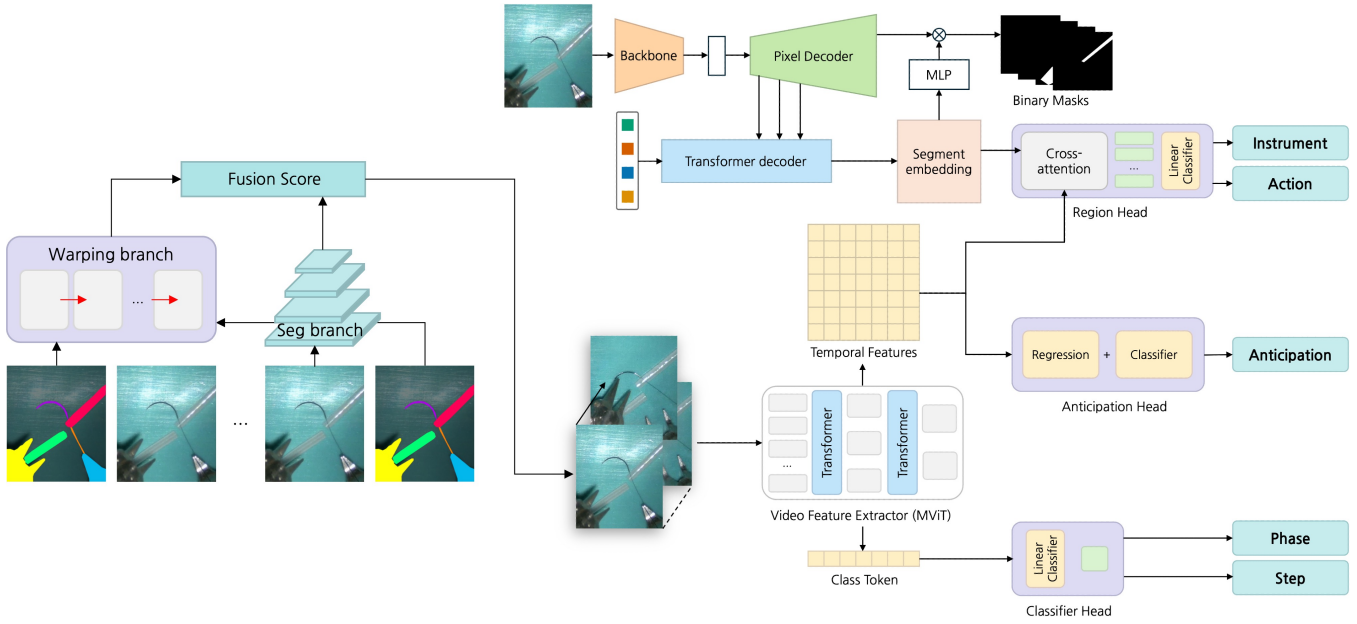 Backbone
Pixel Decoder
MLP
Binary Masks
Transformer decoder
Segment
embedding
Cross-
attention
...
Linear
Classifier
Region Head
Instrument
Action
Fusion Score
Warping branch
...
Seg branch
...
Temporal Features
Regression
+
Classifier
Anticipation Head
Anticipation
...
Transformer
Transformer
Video Feature Extractor (MViT)
Class Token
Linear
Classifier
Classifier Head
Phase
Step